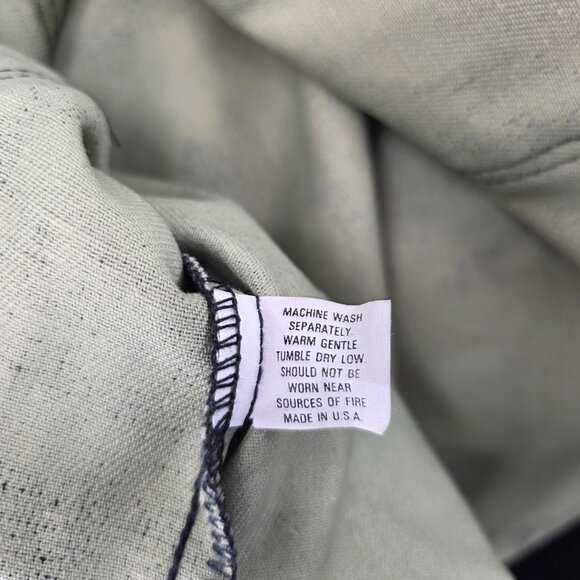 MACHINE WASH
SEPARATELY.
WARM GENTLE
TUMBLE DRY LOW.
SHOULD NOT BE
WORN NEAR
SOURCES OF FIRE
MADE IN U.S.A.